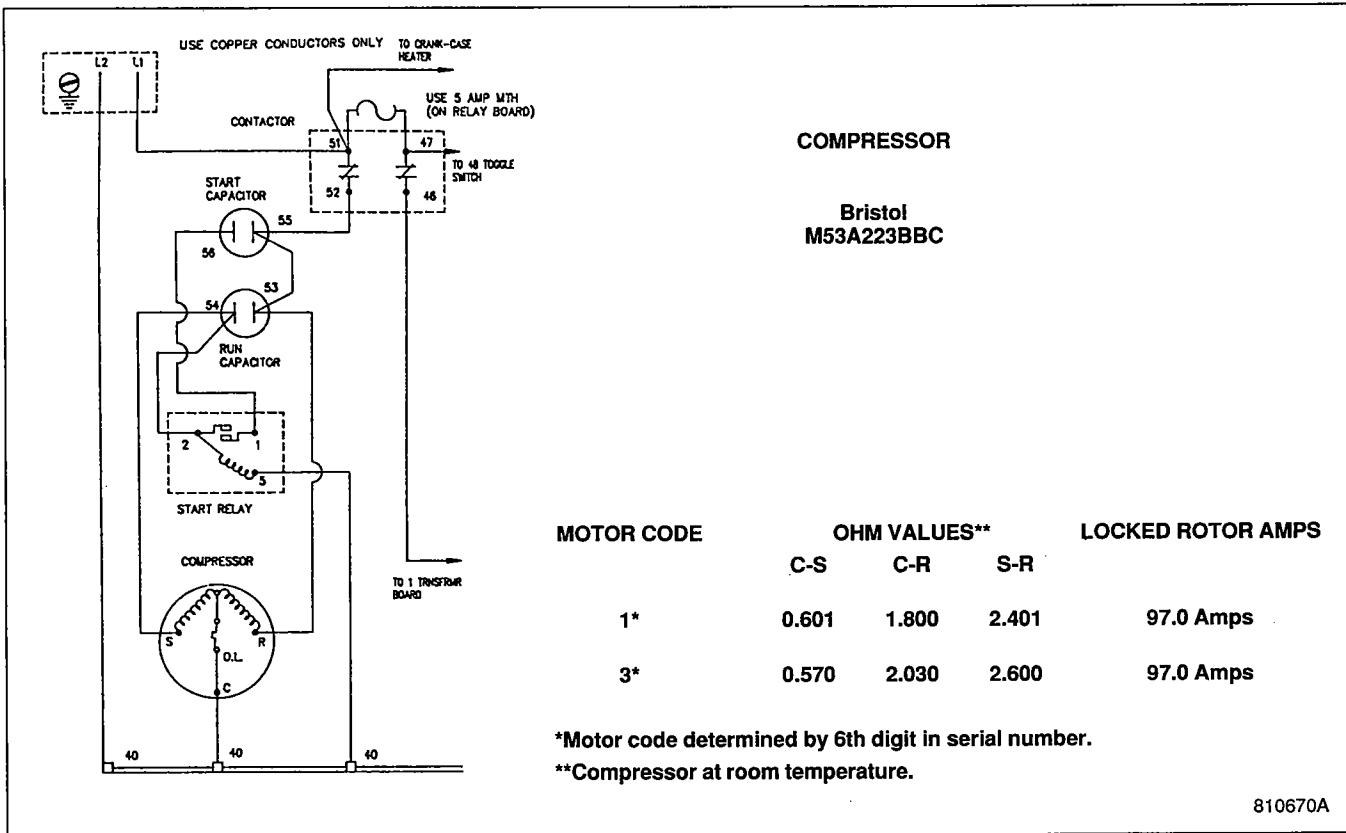 USE COPPER CONDUCTORS ONLY
TO CRANK-CASE
HEATER
L2 L1
USE 5 AMP MTH
(ON RELAY BOARD)
CONTACTOR
51 47
TO 48 TOGGLE
SWITCH
52 46
START
CAPACITOR
55
56
53
54
RUN
CAPACITOR
2 1
5
START RELAY
COMPRESSOR
TO 1 TRNSFRMR
BOARD
S R
O.L.
C
40 40 40
COMPRESSOR
Bristol
M53A223BBC
MOTOR CODE OHM VALUES** LOCKED ROTOR AMPS
C-S C-R S-R
1* 0.601 1.800 2.401 97.0 Amps
3* 0.570 2.030 2.600 97.0 Amps
*Motor code determined by 6th digit in serial number.
**Compressor at room temperature.
810670A